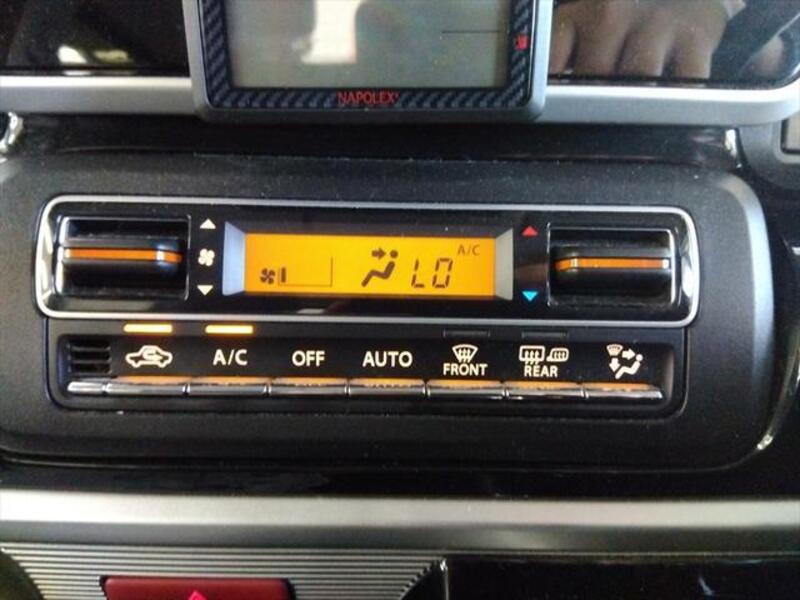 NAPOLEX
A/C
LO
A/C OFF AUTO FRONT REAR